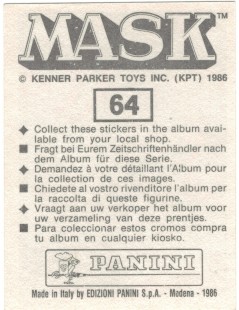 MASK™
© KENNER PARKER TOYS INC. (KPT) 1986
64
◆ Collect these stickers in the album avai-
lable from your local shop.
■ Fragt bei Eurem Zeitschriftenhändler nach
dem Album für diese Serie.
◆ Demandez à votre détaillant l'Album pour
la collection de ces images.
■ Chiedete al vostro rivenditore l'album per
la raccolta di queste figurine.
◆ Vraagt aan uw verkoper het album voor
uw verzameling van deze prentjes.
■ Para coleccionar estos cromos compra
tu album en cualquier kiosko.
PANINI
Made in Italy by EDIZIONI PANINI S.p.A. - Modena - 1986